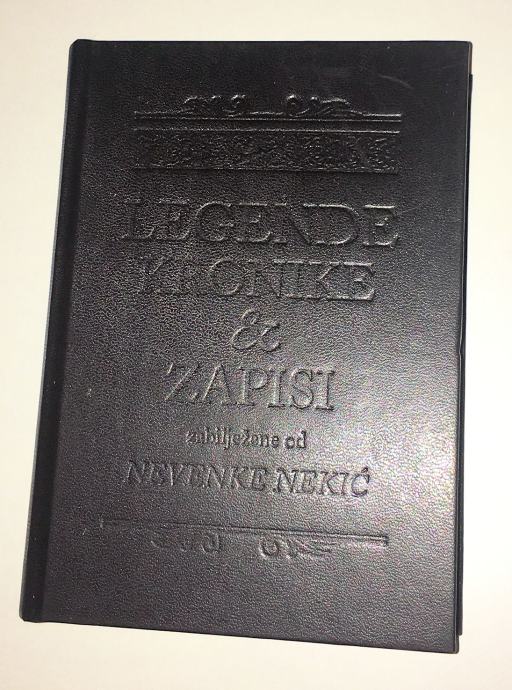 LEGENDE
KRONIKE
&
ZAPISI
zabilježene od
NEVENKE NEKIĆ